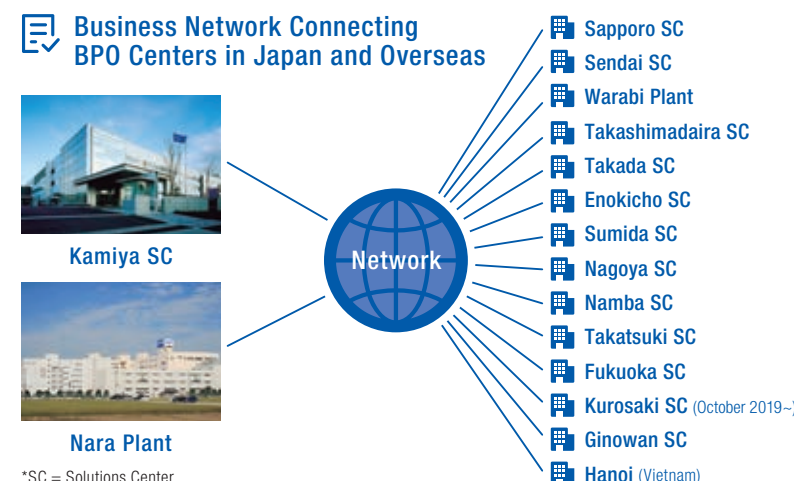 Business Network Connecting
BPO Centers in Japan and Overseas
Kamiya SC
Nara Plant
*SC = Solutions Center
Network
Sapporo SC
Sendai SC
Warabi Plant
Takashimadaira SC
Takada SC
Enokicho SC
Sumida SC
Nagoya SC
Namba SC
Takatsuki SC
Fukuoka SC
Kurosaki SC (October 2019~)
Ginowan SC
Hanoi (Vietnam)